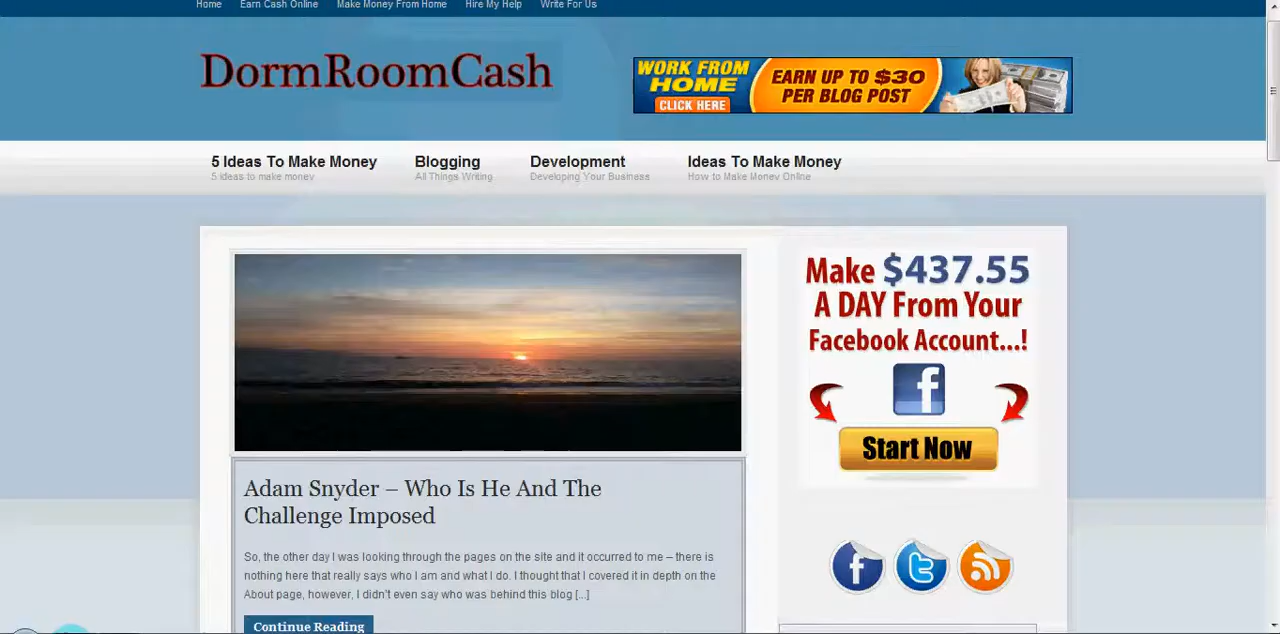 Home Earn Cash Online Make Money From Home Hire My Help Write For Us
DormRoomCash
WORK FROM
HOME
CLICK HERE
EARN UP TO $30
PER BLOG POST
5 Ideas To Make Money Blogging Development Ideas To Make Money
5 ideas to make money All Things Writing Developing Your Business How to Make Money Online
Make $437.55
A DAY From Your
Facebook Account...!
f
Start Now
Adam Snyder – Who Is He And The
Challenge Imposed
So, the other day I was looking through the pages on the site and it occurred to me – there is
nothing here that really says who I am and what I do. I thought that I covered it in depth on the
About page, however, I didn't even say who was behind this blog [...]
Continue Reading
f t